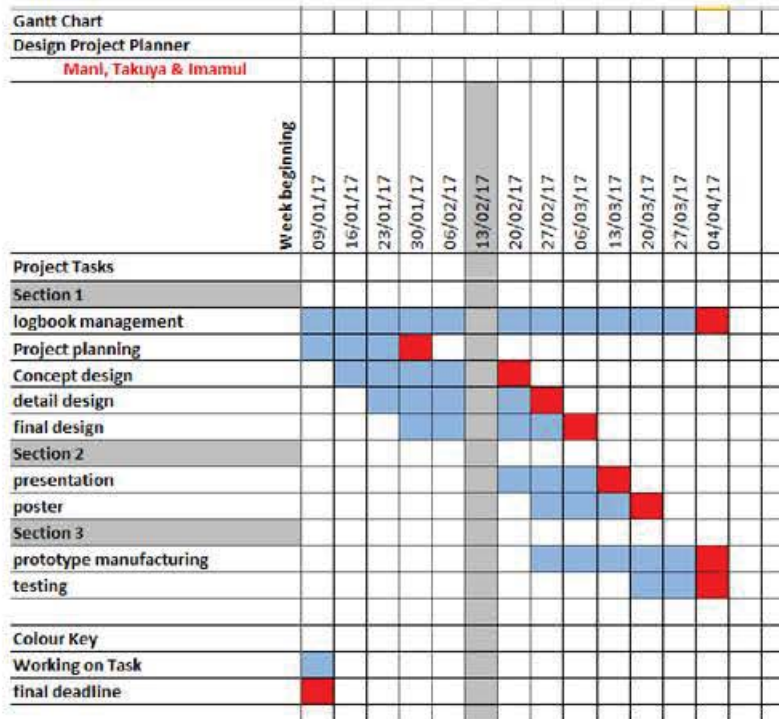 Gantt Chart
Design Project Planner
Mani, Takuya & Imamul
Week beginning
09/01/17
16/01/17
23/01/17
30/01/17
06/02/17
13/02/17
20/02/17
27/02/17
06/03/17
13/03/17
20/03/17
27/03/17
04/04/17
Project Tasks
Section 1
logbook management
Project planning
Concept design
detail design
final design
Section 2
presentation
poster
Section 3
prototype manufacturing
testing
Colour Key
Working on Task
final deadline